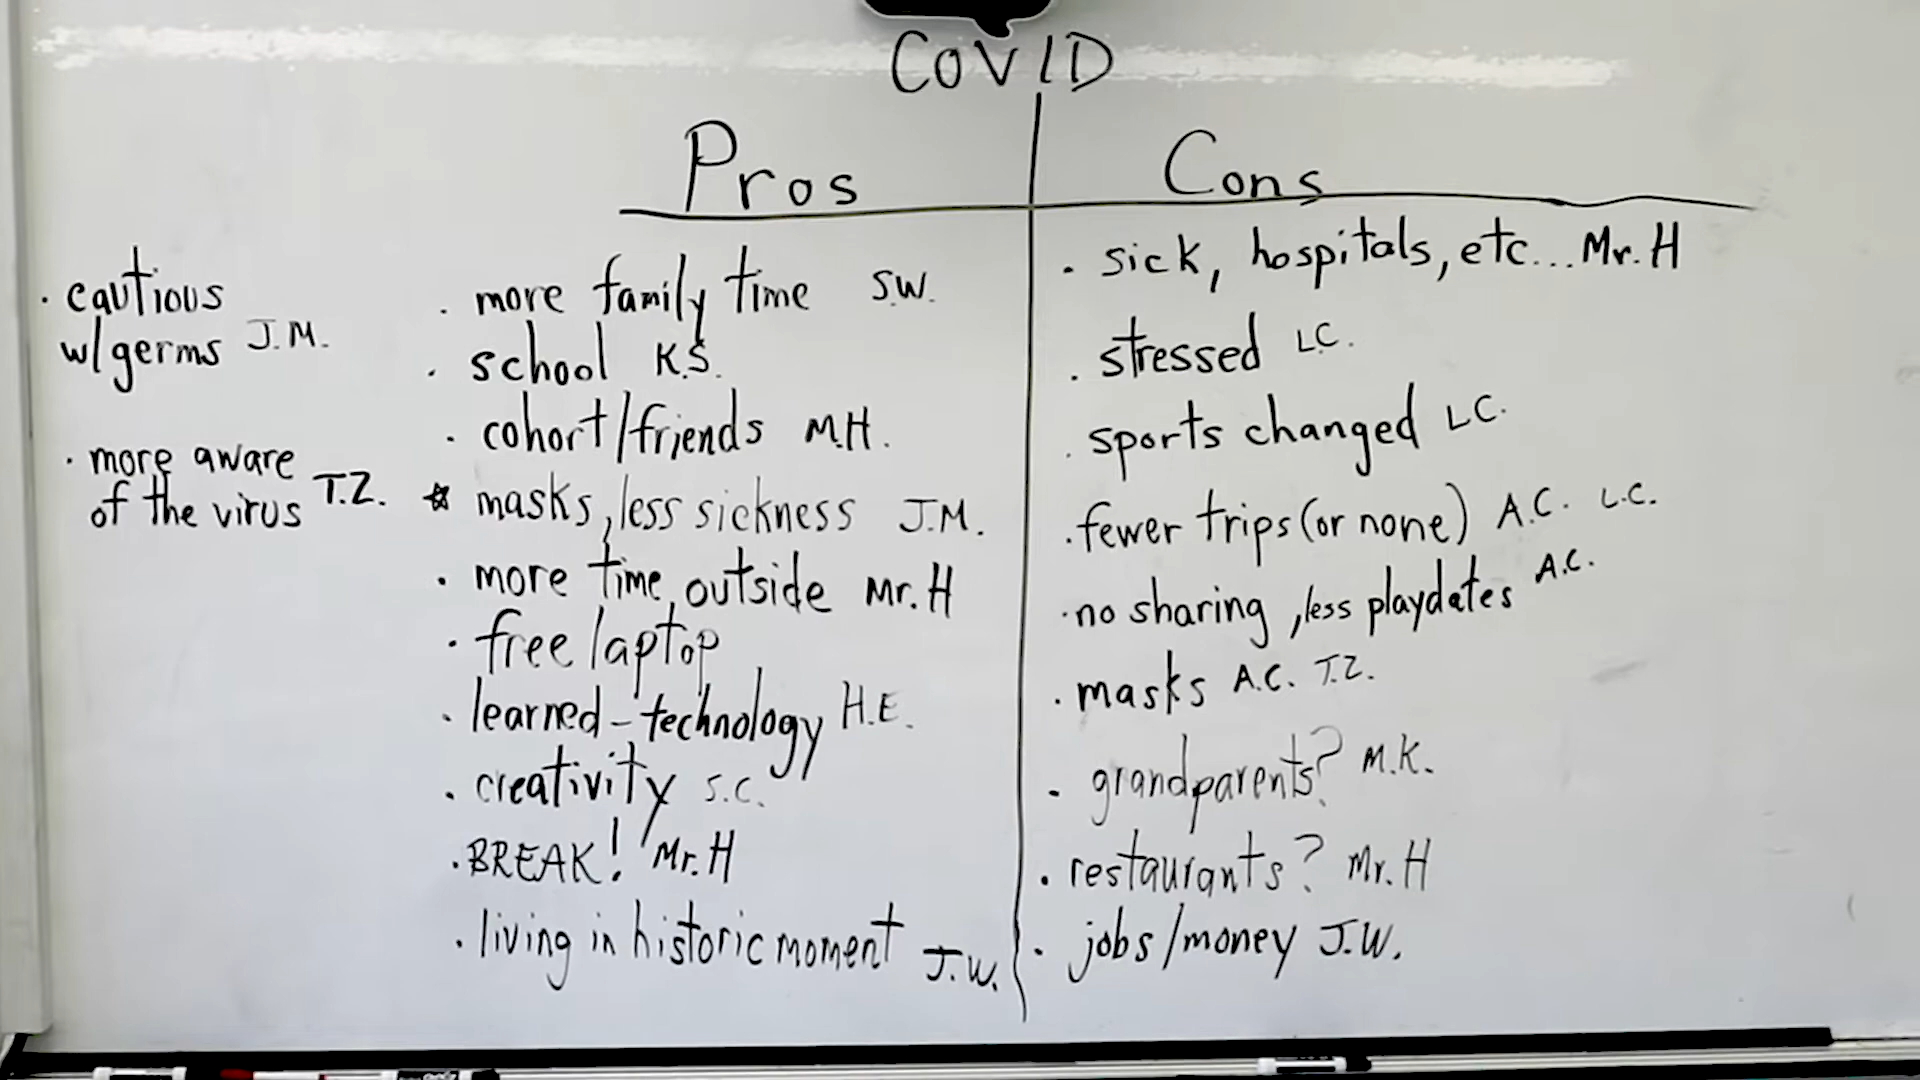 COVID
Pros
Cons
· cautious
w/germs J.M.
· more aware
of the virus T.Z.
· more family time S.W.
· school K.S.
· cohort/friends M.H.
☆ masks, less sickness J.M.
· more time outside Mr. H
· free laptop
· learned - technology H.E.
· creativity S.C.
· BREAK! Mr. H
· living in historic moment J.W.
· sick, hospitals, etc... Mr. H
· stressed L.C.
· sports changed L.C.
· fewer trips (or none) A.C. L.C.
· no sharing, less playdates A.C.
· masks A.C. T.Z.
· grandparents? M.K.
· restaurants? Mr. H
· jobs/money J.W.